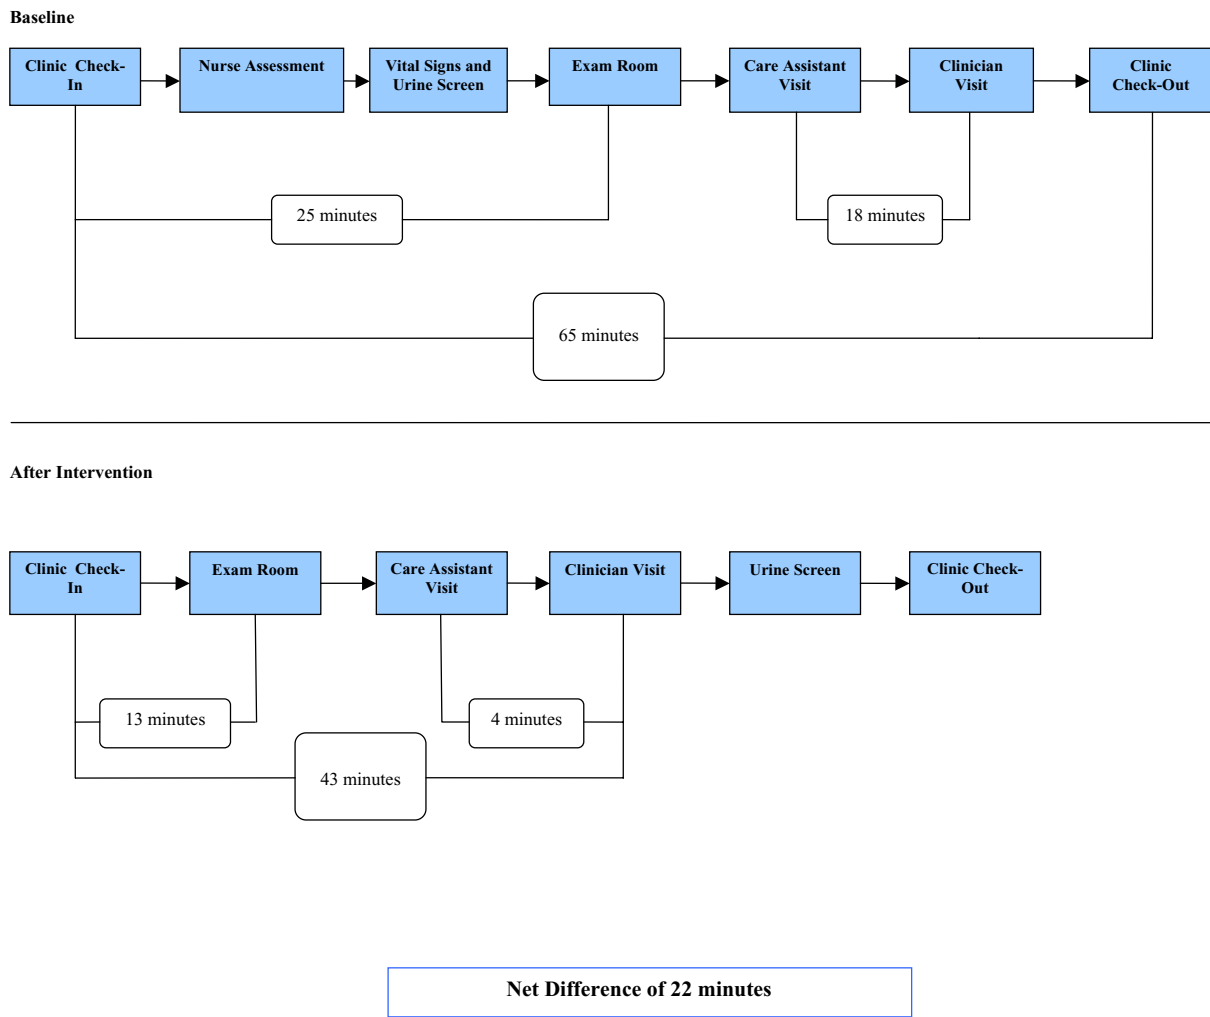 Baseline
Clinic Check-
In
Nurse Assessment
Vital Signs and
Urine Screen
Exam Room
Care Assistant
Visit
Clinician
Visit
Clinic
Check-Out
25 minutes
18 minutes
65 minutes
After Intervention
Clinic Check-
In
Exam Room
Care Assistant
Visit
Clinician Visit
Urine Screen
Clinic Check-
Out
13 minutes
4 minutes
43 minutes
Net Difference of 22 minutes